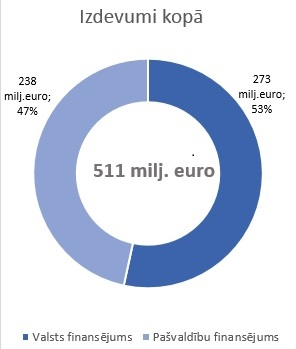 Izdevumi kopā
238
milj.euro;
47%
273
milj.euro;
53%
511 milj. euro
Valsts finansējums
Pašvaldību finansējums